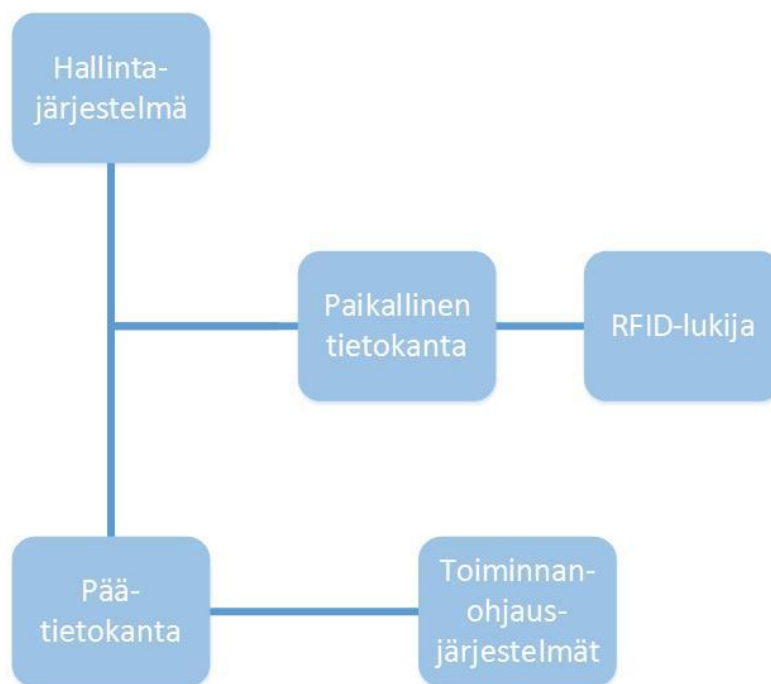 Hallinta-
järjestelmä
Paikallinen
tietokanta
RFID-lukija
Pää-
tietokanta
Toiminnan-
ohjaus-
järjestelmät